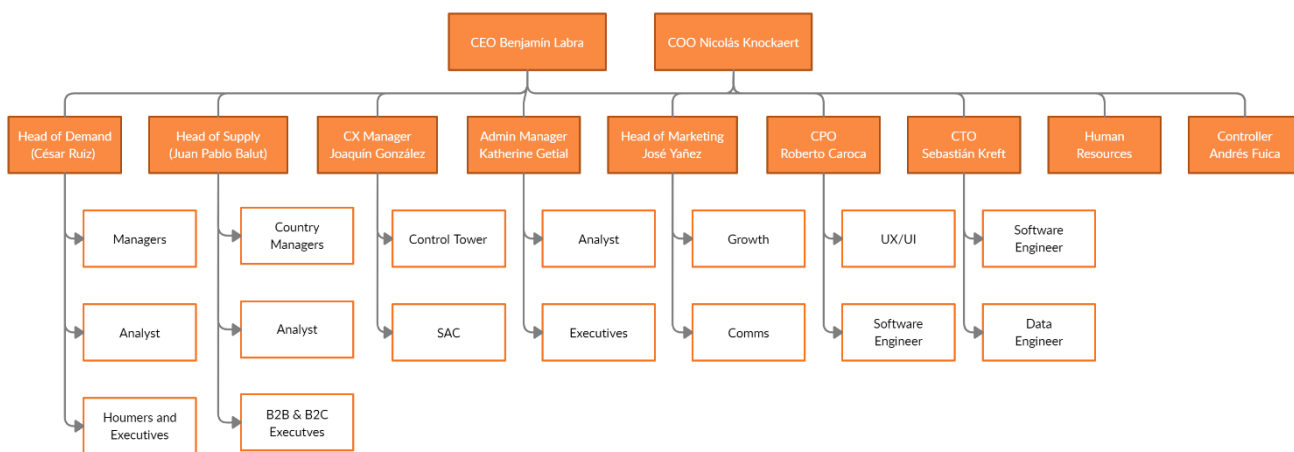 CEO Benjamín Labra
COO Nicolás Knockaert
Head of Demand
(César Ruiz)
Head of Supply
(Juan Pablo Balut)
CX Manager
Joaquín González
Admin Manager
Katherine Getial
Head of Marketing
José Yañez
CPO
Roberto Caroca
CTO
Sebastián Kreft
Human
Resources
Controller
Andrés Fuica
Managers
Country
Managers
Control Tower
Analyst
Growth
UX/UI
Software
Engineer
Analyst
Analyst
SAC
Executives
Comms
Software
Engineer
Data
Engineer
Houmers and
Executives
B2B & B2C
Executves